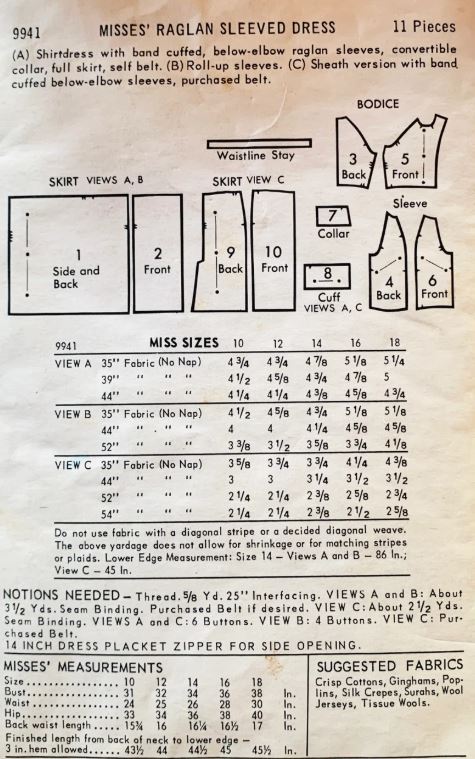 9941 MISSES' RAGLAN SLEEVED DRESS 11 Pieces
(A) Shirtdress with band cuffed, below-elbow raglan sleeves, convertible
collar, full skirt, self belt. (B) Roll-up sleeves. (C) Sheath version with band
cuffed below-elbow sleeves, purchased belt.
BODICE
Waistline Stay
3 Back
5 Front
SKIRT VIEWS A, B
SKIRT VIEW C
Sleeve
1 Side and Back
2 Front
9 Back
10 Front
7
Collar
8
Cuff
VIEWS A, C
4 Back
6 Front
9941 MISS SIZES 10 12 14 16 18
VIEW A 35" Fabric (No Nap) 4 3/4 4 3/4 4 7/8 5 1/8 5 1/4
39" " " " 4 1/2 4 5/8 4 3/4 4 7/8 5
44" " " " 4 1/4 4 1/4 4 3/8 4 5/8 4 3/4
VIEW B 35" Fabric (No Nap) 4 1/2 4 5/8 4 3/4 5 1/8 5 1/8
44" " " " 4 4 4 1/4 4 5/8 4 5/8
52" " " " 3 3/8 3 1/2 3 5/8 3 3/4 4 1/8
VIEW C 35" Fabric (No Nap) 3 5/8 3 3/4 3 3/4 4 1/4 4 3/8
44" " " " 3 3 3 1/4 3 1/2 3 1/2
52" " " " 2 1/4 2 1/4 2 3/8 2 5/8 2 3/4
54" " " " 2 1/4 2 1/4 2 3/8 2 1/2 2 5/8
Do not use fabric with a diagonal stripe or a decided diagonal weave.
The above yardage does not allow for shrinkage or for matching stripes
or plaids. Lower Edge Measurement: Size 14 – Views A and B – 86 In.;
View C – 45 In.
NOTIONS NEEDED – Thread. 5/8 Yd. 25" Interfacing. VIEWS A and B: About
3 1/2 Yds. Seam Binding. Purchased Belt if desired. VIEW C: About 2 1/2 Yds.
Seam Binding. VIEWS A and C: 6 Buttons. VIEW B: 4 Buttons. VIEW C: Pur-
chased Belt.
14 INCH DRESS PLACKET ZIPPER FOR SIDE OPENING.
MISSES' MEASUREMENTS
Size 10 12 14 16 18
Bust 31 32 34 36 38 In.
Waist 24 25 26 28 30 In.
Hip 33 34 36 38 40 In.
Back waist length 15 3/4 16 16 1/4 16 1/2 17 In.
Finished length from back of neck to lower edge –
3 in. hem allowed 43 1/2 44 44 1/2 45 45 1/2 In.
SUGGESTED FABRICS
Crisp Cottons, Ginghams, Pop-
lins, Silk Crepes, Surahs, Wool
Jerseys, Tissue Wools.